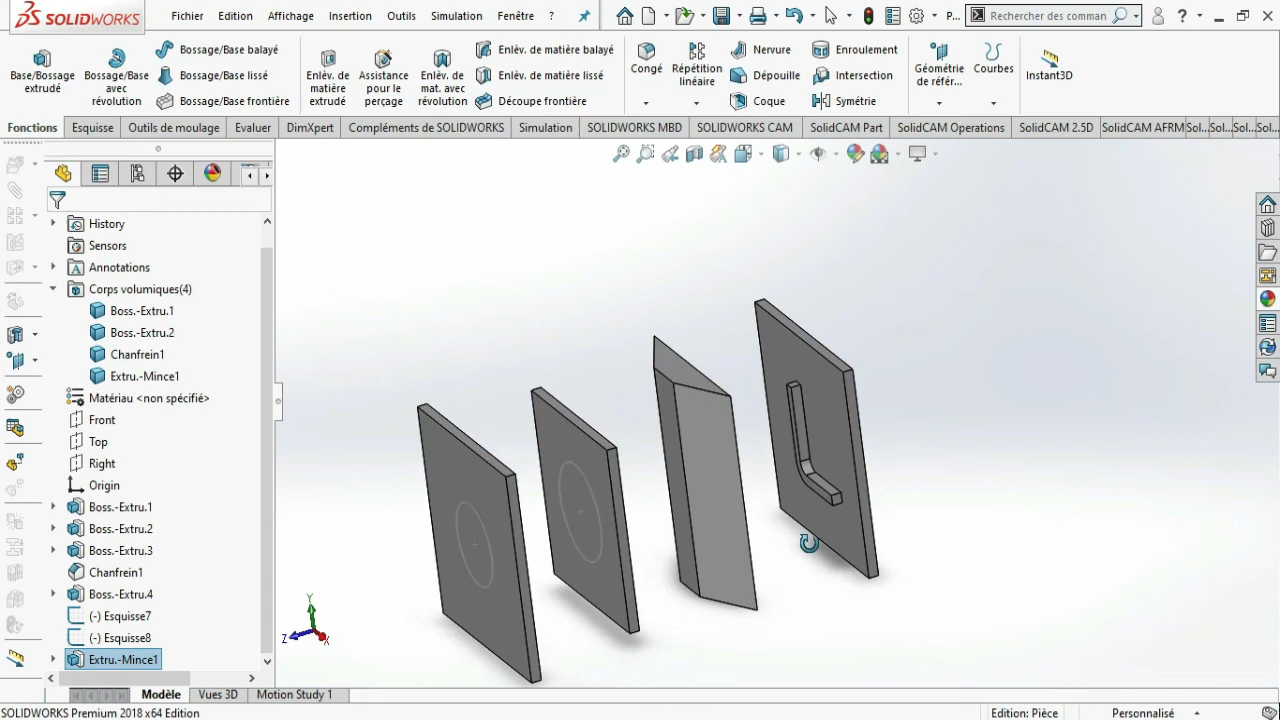 SOLIDWORKS
Fichier Edition Affichage Insertion Outils Simulation Fenêtre ?
P...
Rechercher des comman
?
Base/Bossage extrudé
Bossage/Base avec révolution
Bossage/Base balayé
Bossage/Base lissé
Bossage/Base frontière
Enlèv. de matière extrudé
Assistance pour le perçage
Enlèv. de mat. avec révolution
Enlèv. de matière balayé
Enlèv. de matière lissé
Découpe frontière
Congé
Répétition linéaire
Nervure
Dépouille
Coque
Enroulement
Intersection
Symétrie
Géométrie de référ...
Courbes
Instant3D
Fonctions Esquisse Outils de moulage Evaluer DimXpert Compléments de SOLIDWORKS Simulation SOLIDWORKS MBD SOLIDWORKS CAM SolidCAM Part SolidCAM Operations SolidCAM 2.5D SolidCAM AFRM Sol... Sol... Sol... Sol...
History
Sensors
Annotations
Corps volumiques(4)
Boss.-Extru.1
Boss.-Extru.2
Chanfrein1
Extru.-Mince1
Matériau <non spécifié>
Front
Top
Right
Origin
Boss.-Extru.1
Boss.-Extru.2
Boss.-Extru.3
Chanfrein1
Boss.-Extru.4
(-) Esquisse7
(-) Esquisse8
Extru.-Mince1
Y
Z
X
Modèle Vues 3D Motion Study 1
SOLIDWORKS Premium 2018 x64 Edition
Edition: Pièce
Personnalisé